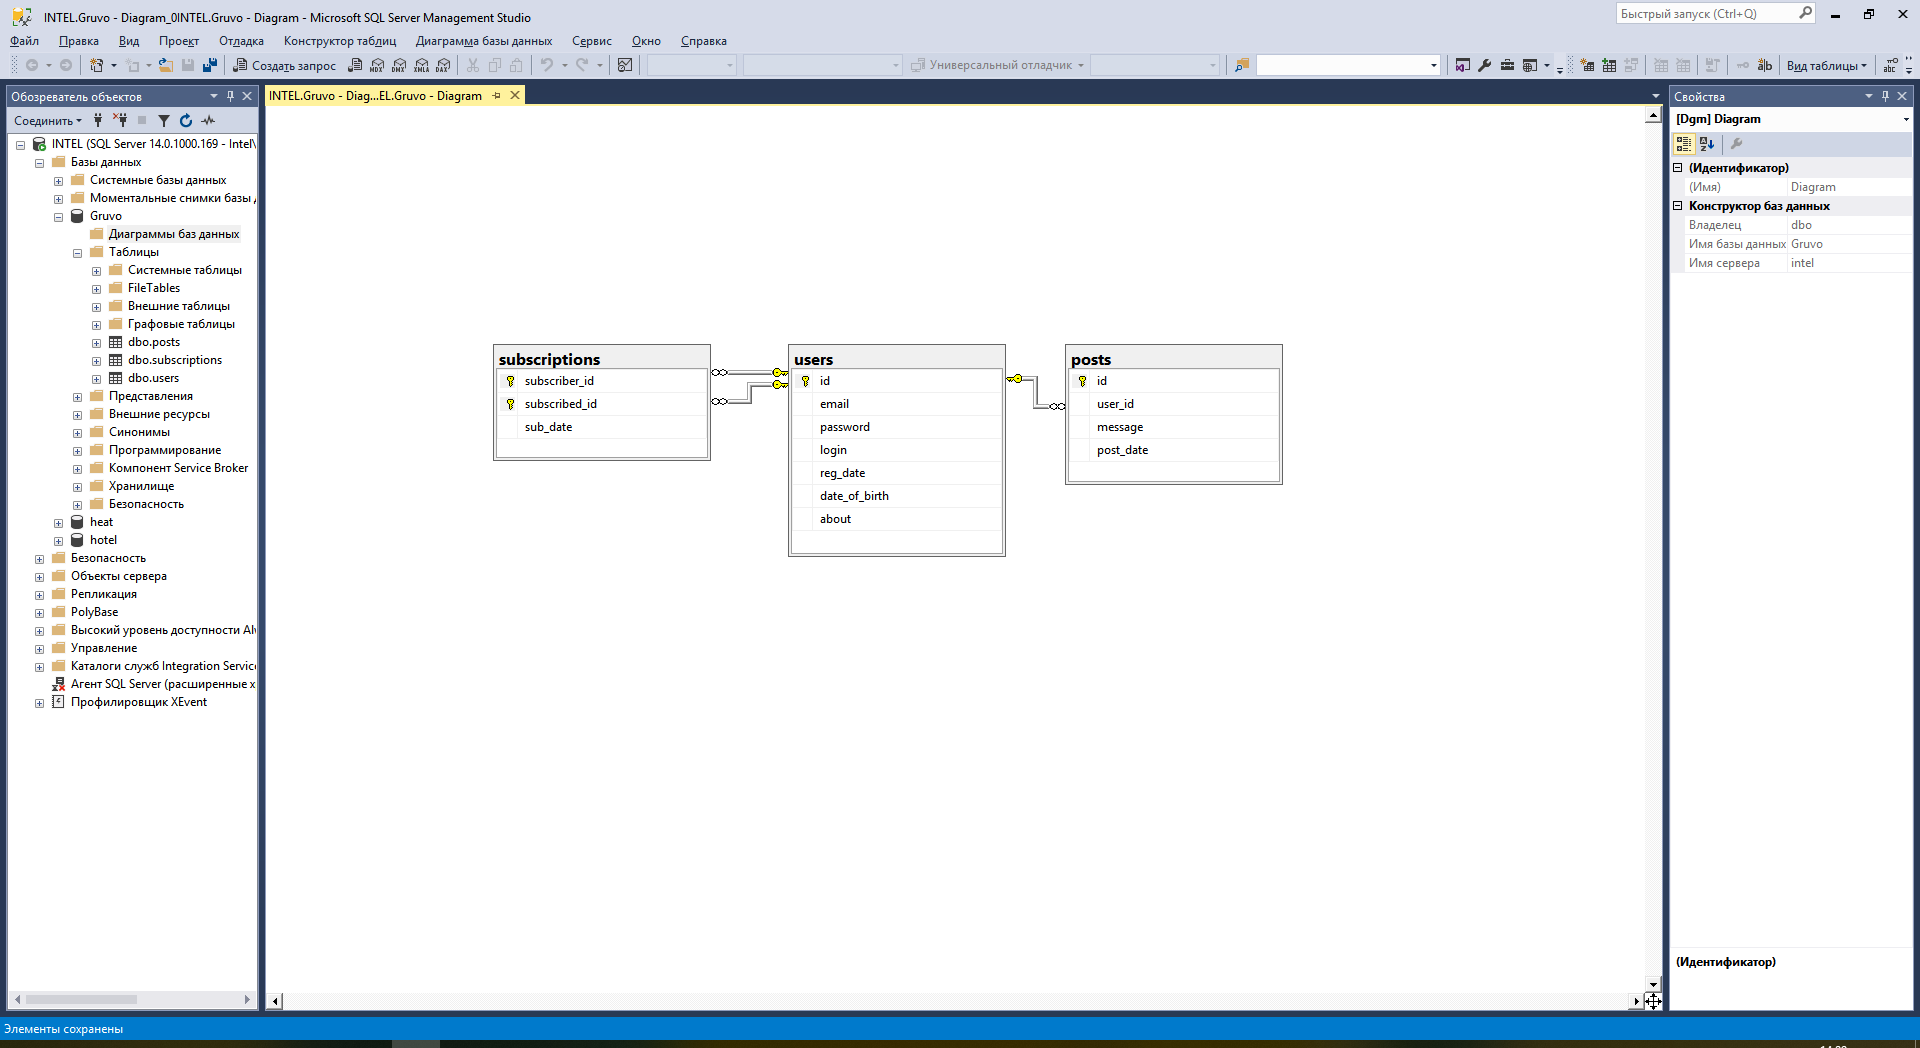 INTEL.Gruvo - Diagram_0INTEL.Gruvo - Diagram - Microsoft SQL Server Management Studio
Быстрый запуск (Ctrl+Q)
Файл Правка Вид Проект Отладка Конструктор таблиц Диаграмма базы данных Сервис Окно Справка
Создать запрос MDX DMX XMLA DAX Универсальный отладчик Вид таблицы
Обозреватель объектов
Соединить
INTEL (SQL Server 14.0.1000.169 - Intel\
Базы данных
Системные базы данных
Моментальные снимки базы
Gruvo
Диаграммы баз данных
Таблицы
Системные таблицы
FileTables
Внешние таблицы
Графовые таблицы
dbo.posts
dbo.subscriptions
dbo.users
Представления
Внешние ресурсы
Синонимы
Программирование
Компонент Service Broker
Хранилище
Безопасность
heat
hotel
Безопасность
Объекты сервера
Репликация
PolyBase
Высокий уровень доступности
Управление
Каталоги служб Integration Servic
Агент SQL Server (расширенные
Профилировщик XEvent
INTEL.Gruvo - Diag...EL.Gruvo - Diagram
subscriptions
subscriber_id
subscribed_id
sub_date
users
id
email
password
login
reg_date
date_of_birth
about
posts
id
user_id
message
post_date
Свойства
[Dgm] Diagram
(Идентификатор)
(Имя) Diagram
Конструктор баз данных
Владелец dbo
Имя базы данных Gruvo
Имя сервера intel
(Идентификатор)
Элементы сохранены